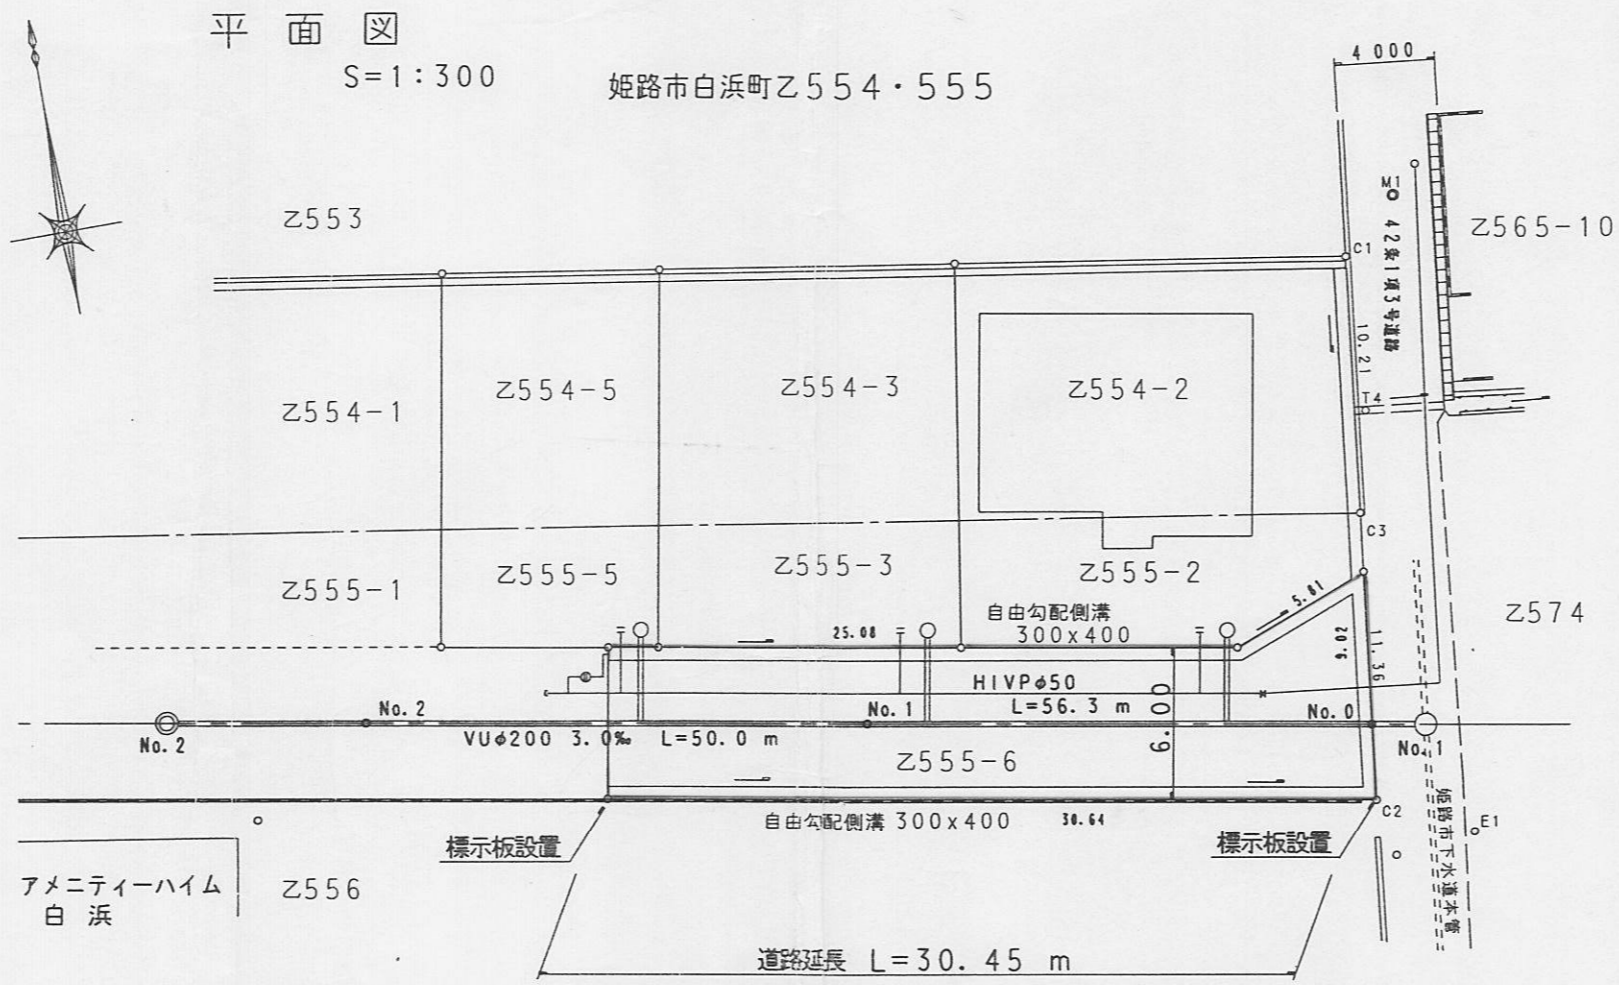 平 面 図
S=1:300
姫路市白浜町乙554・555
4 000
乙553
M1
42条1項3号道路
乙565-10
C1
10.21
T4
乙554-1
乙554-5
乙554-3
乙554-2
C3
乙555-1
乙555-5
乙555-3
乙555-2
乙574
自由勾配側溝
300x400
5.81
25.08
9.02
11.36
HIVPφ50
L=56.3 m
6.00
No.2
No.1
No.0
No.2
VUφ200 3.0‰ L=50.0 m
No.1
乙555-6
自由勾配側溝 300x400
30.64
C2
E1
姫路市下水道本管
標示板設置
標示板設置
アメニティーハイム
白 浜
乙556
道路延長 L=30.45 m